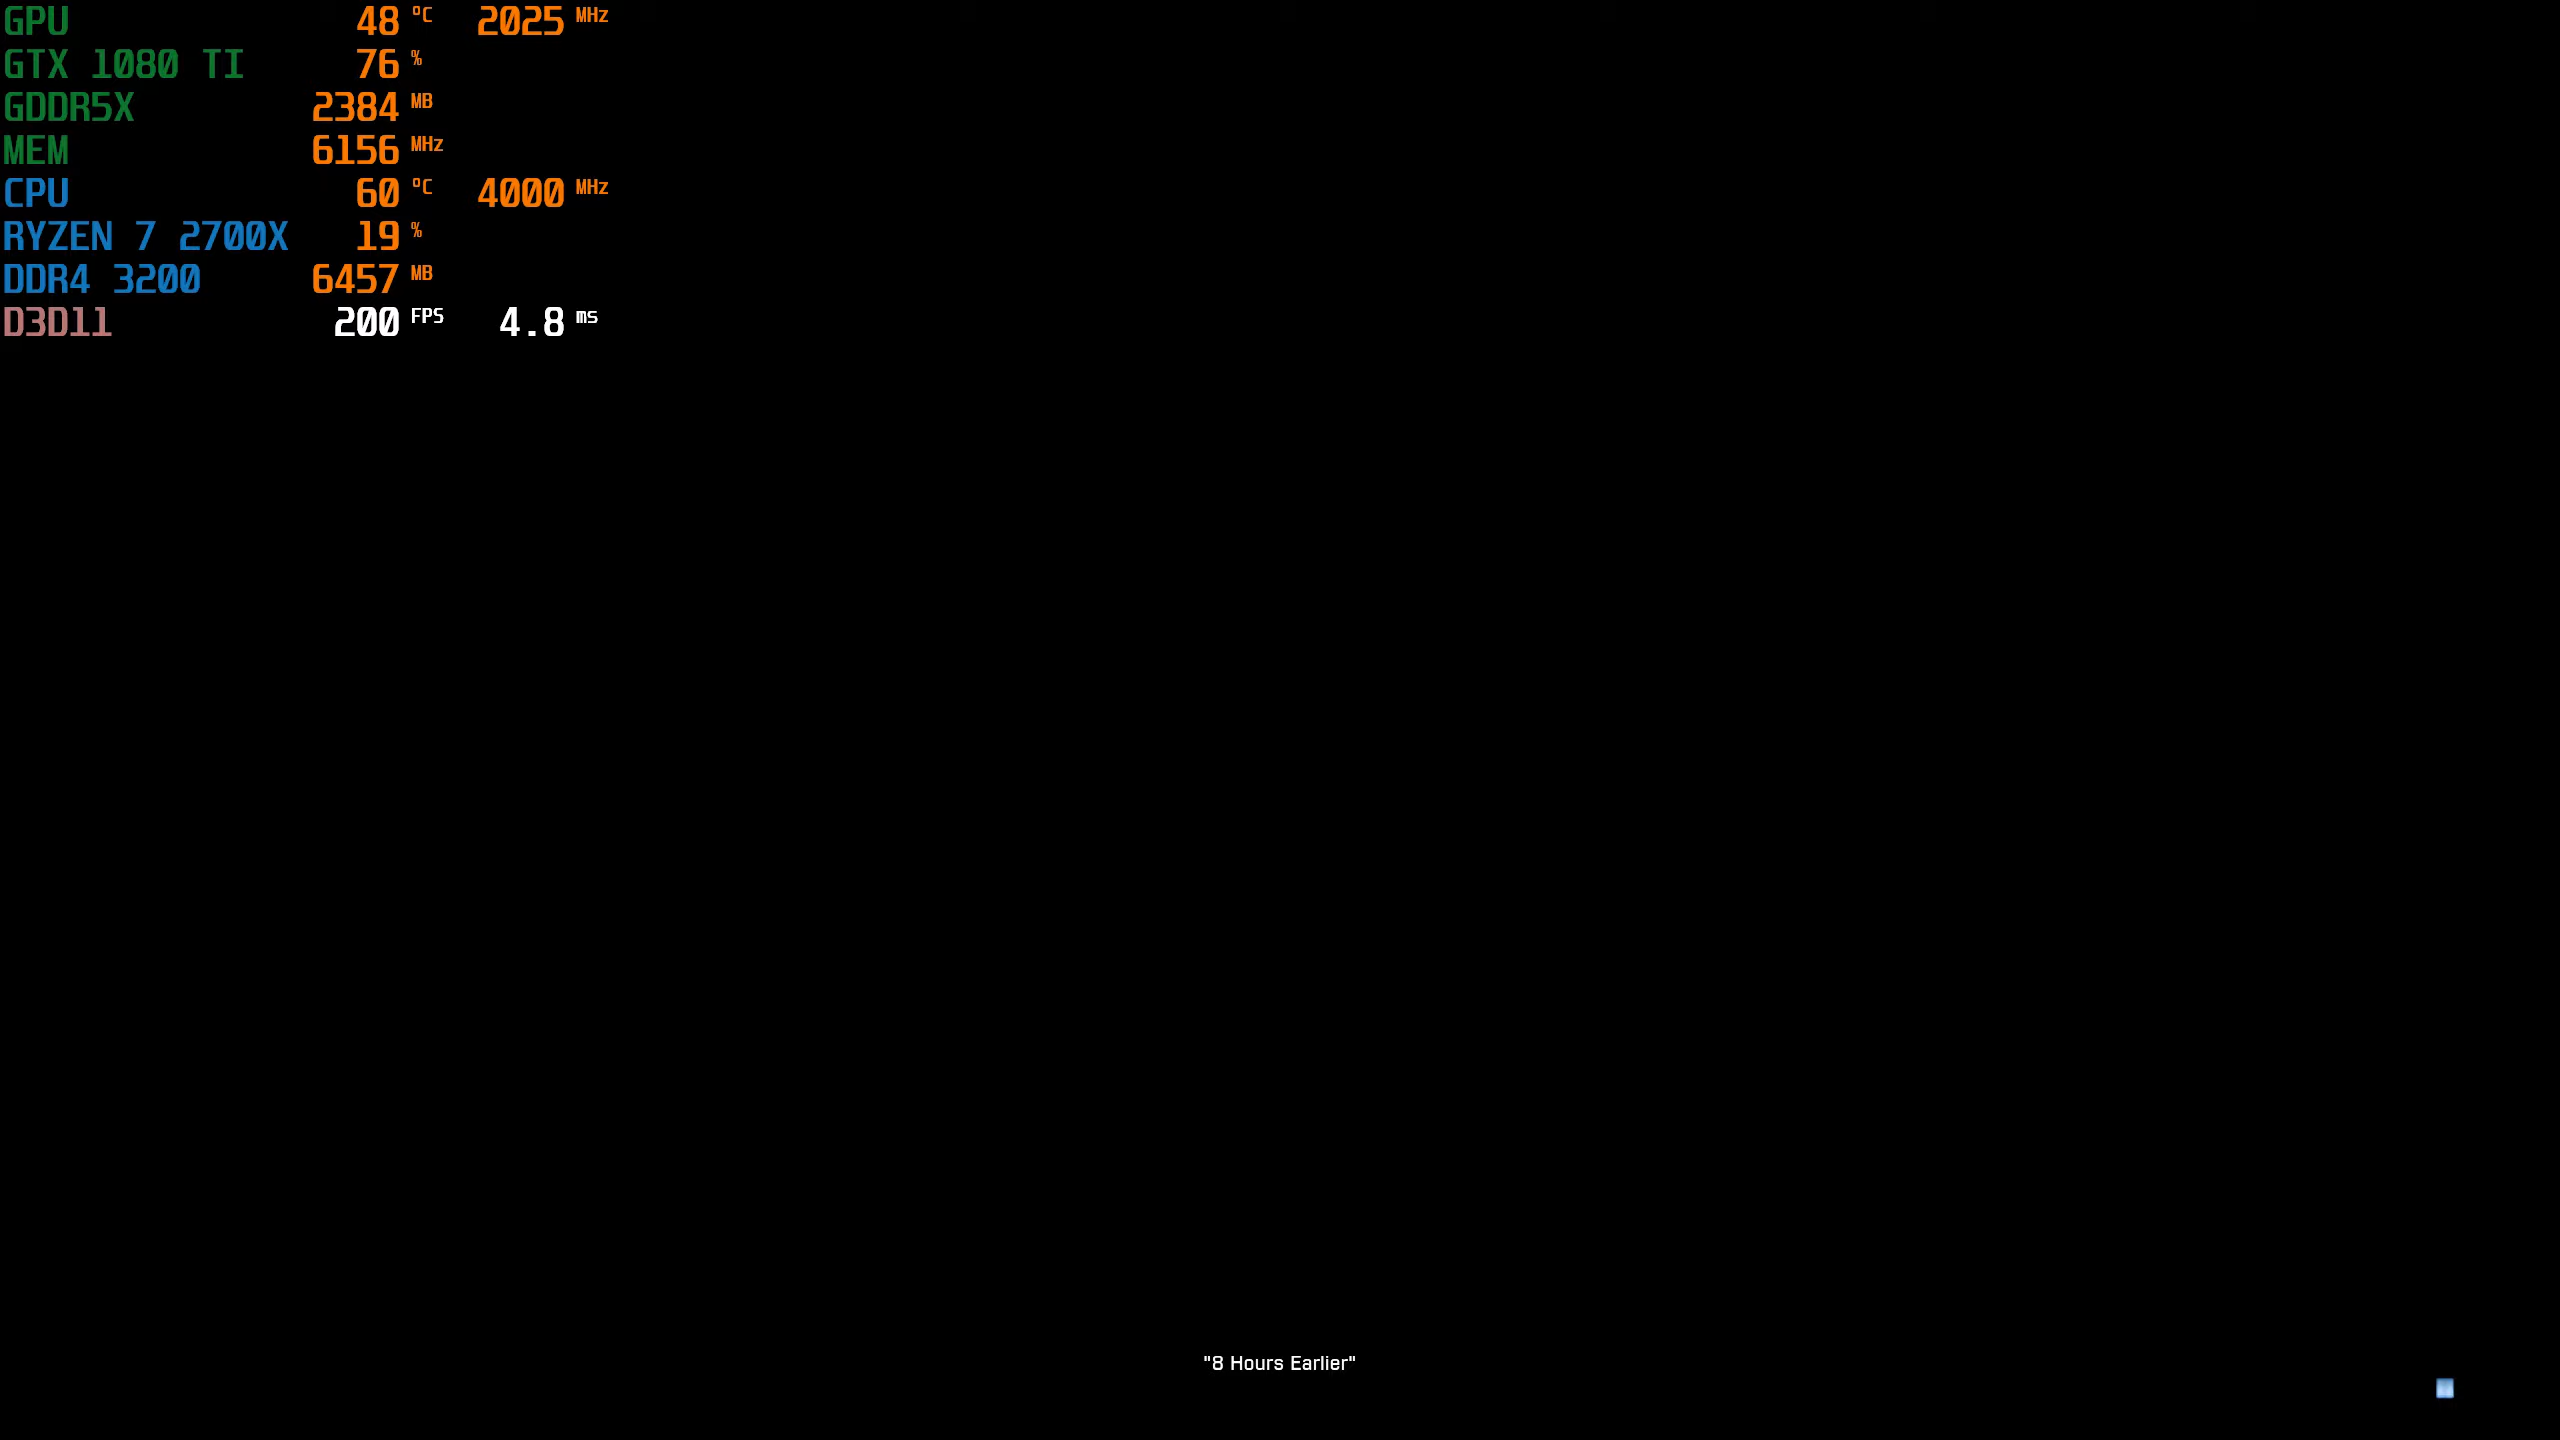 GPU 48 °C 2025 MHz
GTX 1080 TI 76 %
GDDR5X 2384 MB
MEM 6156 MHz
CPU 60 °C 4000 MHz
RYZEN 7 2700X 19 %
DDR4 3200 6457 MB
D3D11 200 FPS 4.8 ms
"8 Hours Earlier"